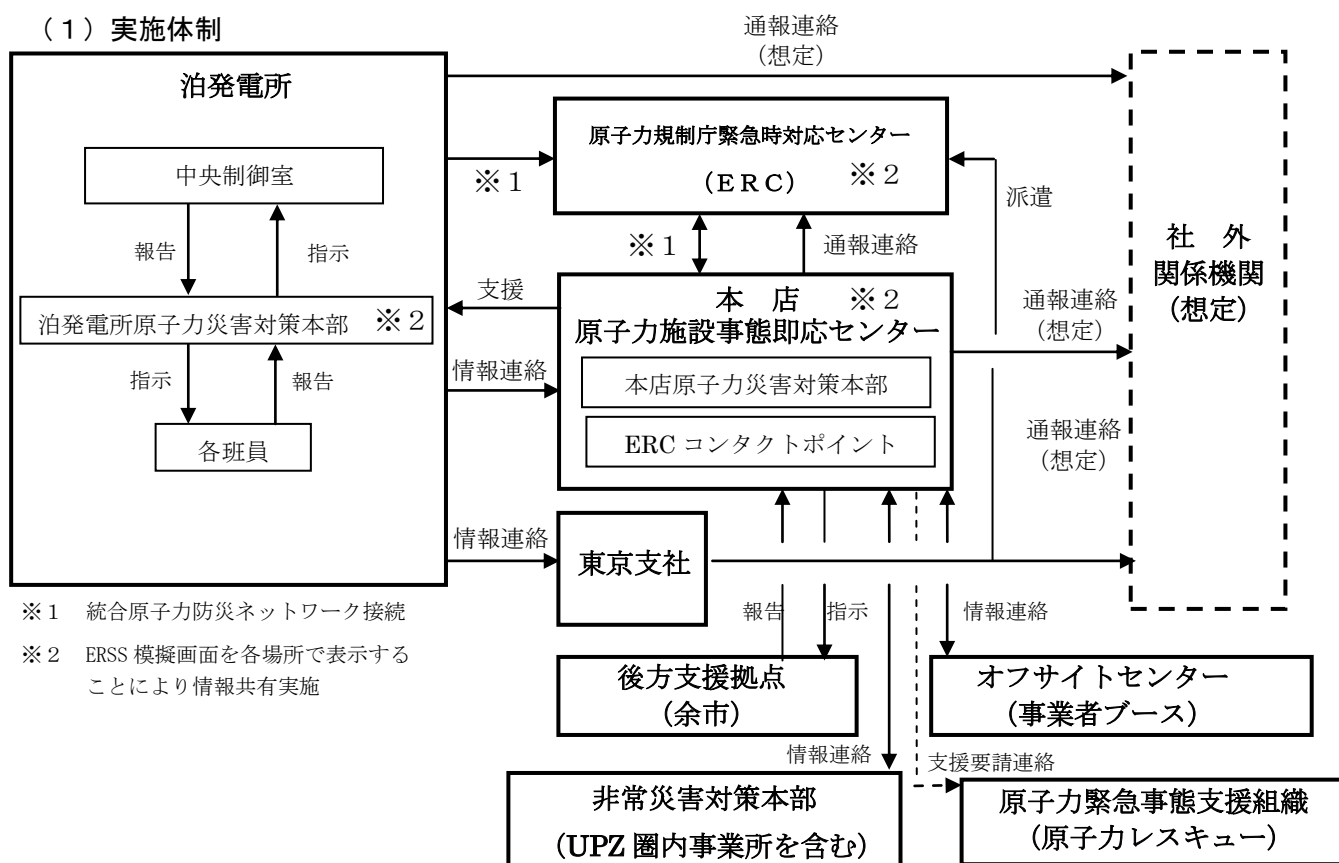 （１）実施体制
通報連絡
(想定)
泊発電所
中央制御室
報告
指示
泊発電所原子力災害対策本部 ※２
指示
報告
各班員
原子力規制庁緊急時対応センター
（ＥＲＣ） ※２
※１
※１
通報連絡
派遣
社　外
関係機関
(想定)
支援
本　店 ※２
原子力施設事態即応センター
本店原子力災害対策本部
ERC コンタクトポイント
情報連絡
通報連絡
(想定)
通報連絡
(想定)
情報連絡
東京支社
※１ 統合原子力防災ネットワーク接続
※２ ERSS 模擬画面を各場所で表示する
ことにより情報共有実施
報告
指示
情報連絡
後方支援拠点
（余市）
オフサイトセンター
（事業者ブース）
情報連絡
支援要請連絡
非常災害対策本部
（UPZ 圏内事業所を含む）
原子力緊急事態支援組織
（原子力レスキュー）